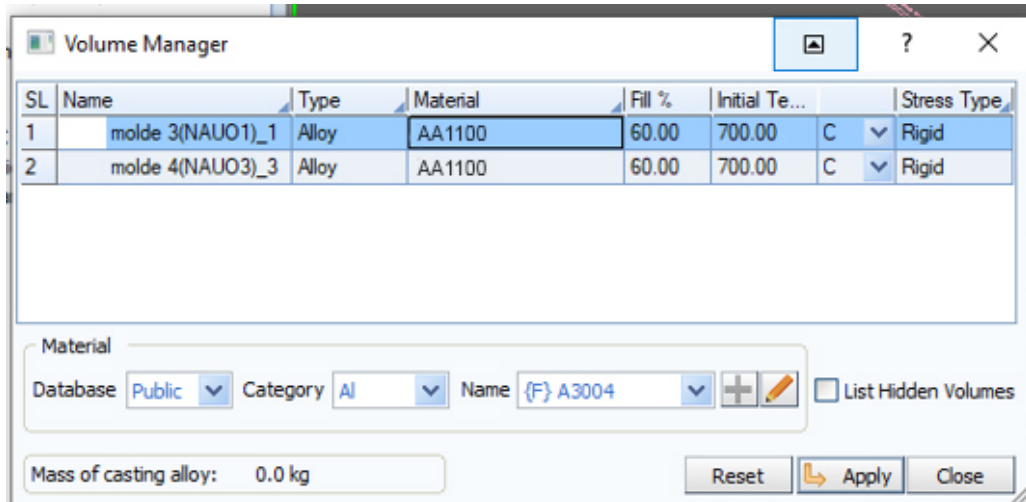 Volume Manager ? ×
SL Name Type Material Fill % Initial Te... Stress Type
1 molde 3(NAUO1)_1 Alloy AA1100 60.00 700.00 C Rigid
2 molde 4(NAUO3)_3 Alloy AA1100 60.00 700.00 C Rigid
Material
Database Public Category Al Name {F} A3004 List Hidden Volumes
Mass of casting alloy: 0.0 kg Reset Apply Close